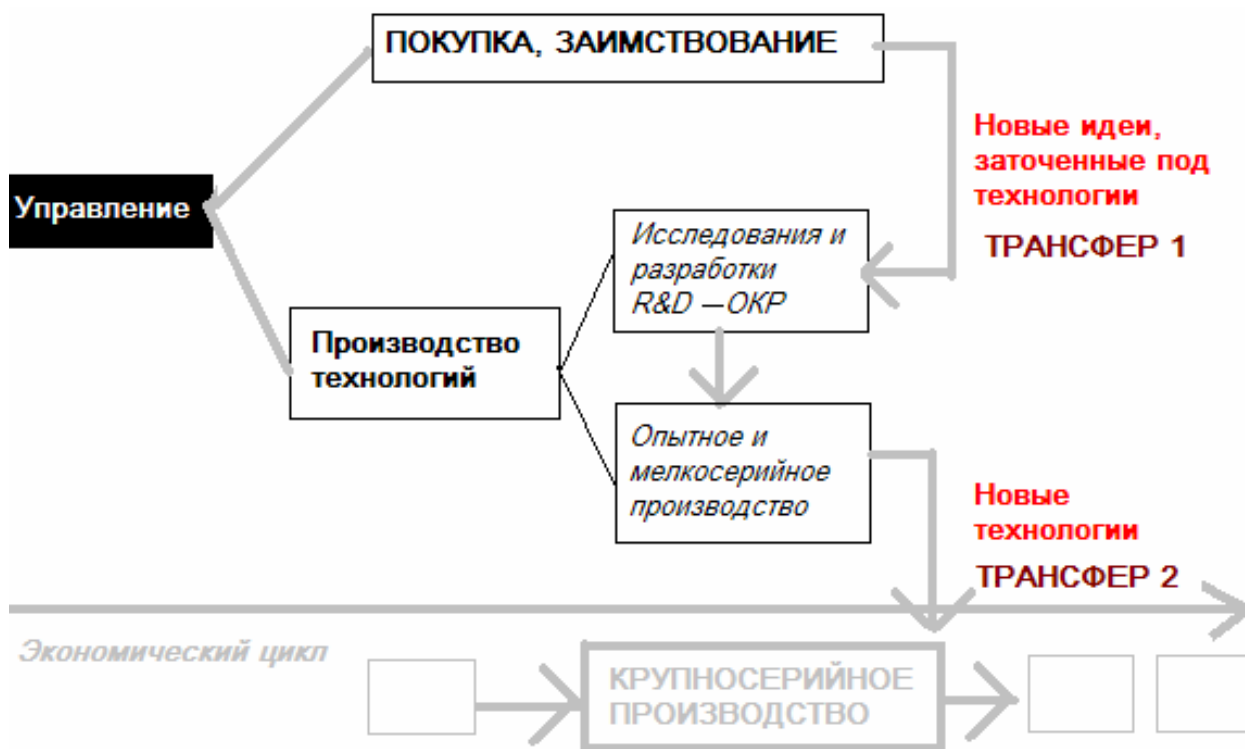 ПОКУПКА, ЗАИМСТВОВАНИЕ
Новые идеи,
заточенные под
технологии
ТРАНСФЕР 1
Управление
Исследования и
разработки
R&D —ОКР
Производство
технологий
Опытное и
мелкосерийное
производство
Новые
технологии
ТРАНСФЕР 2
Экономический цикл
КРУПНОСЕРИЙНОЕ
ПРОИЗВОДСТВО